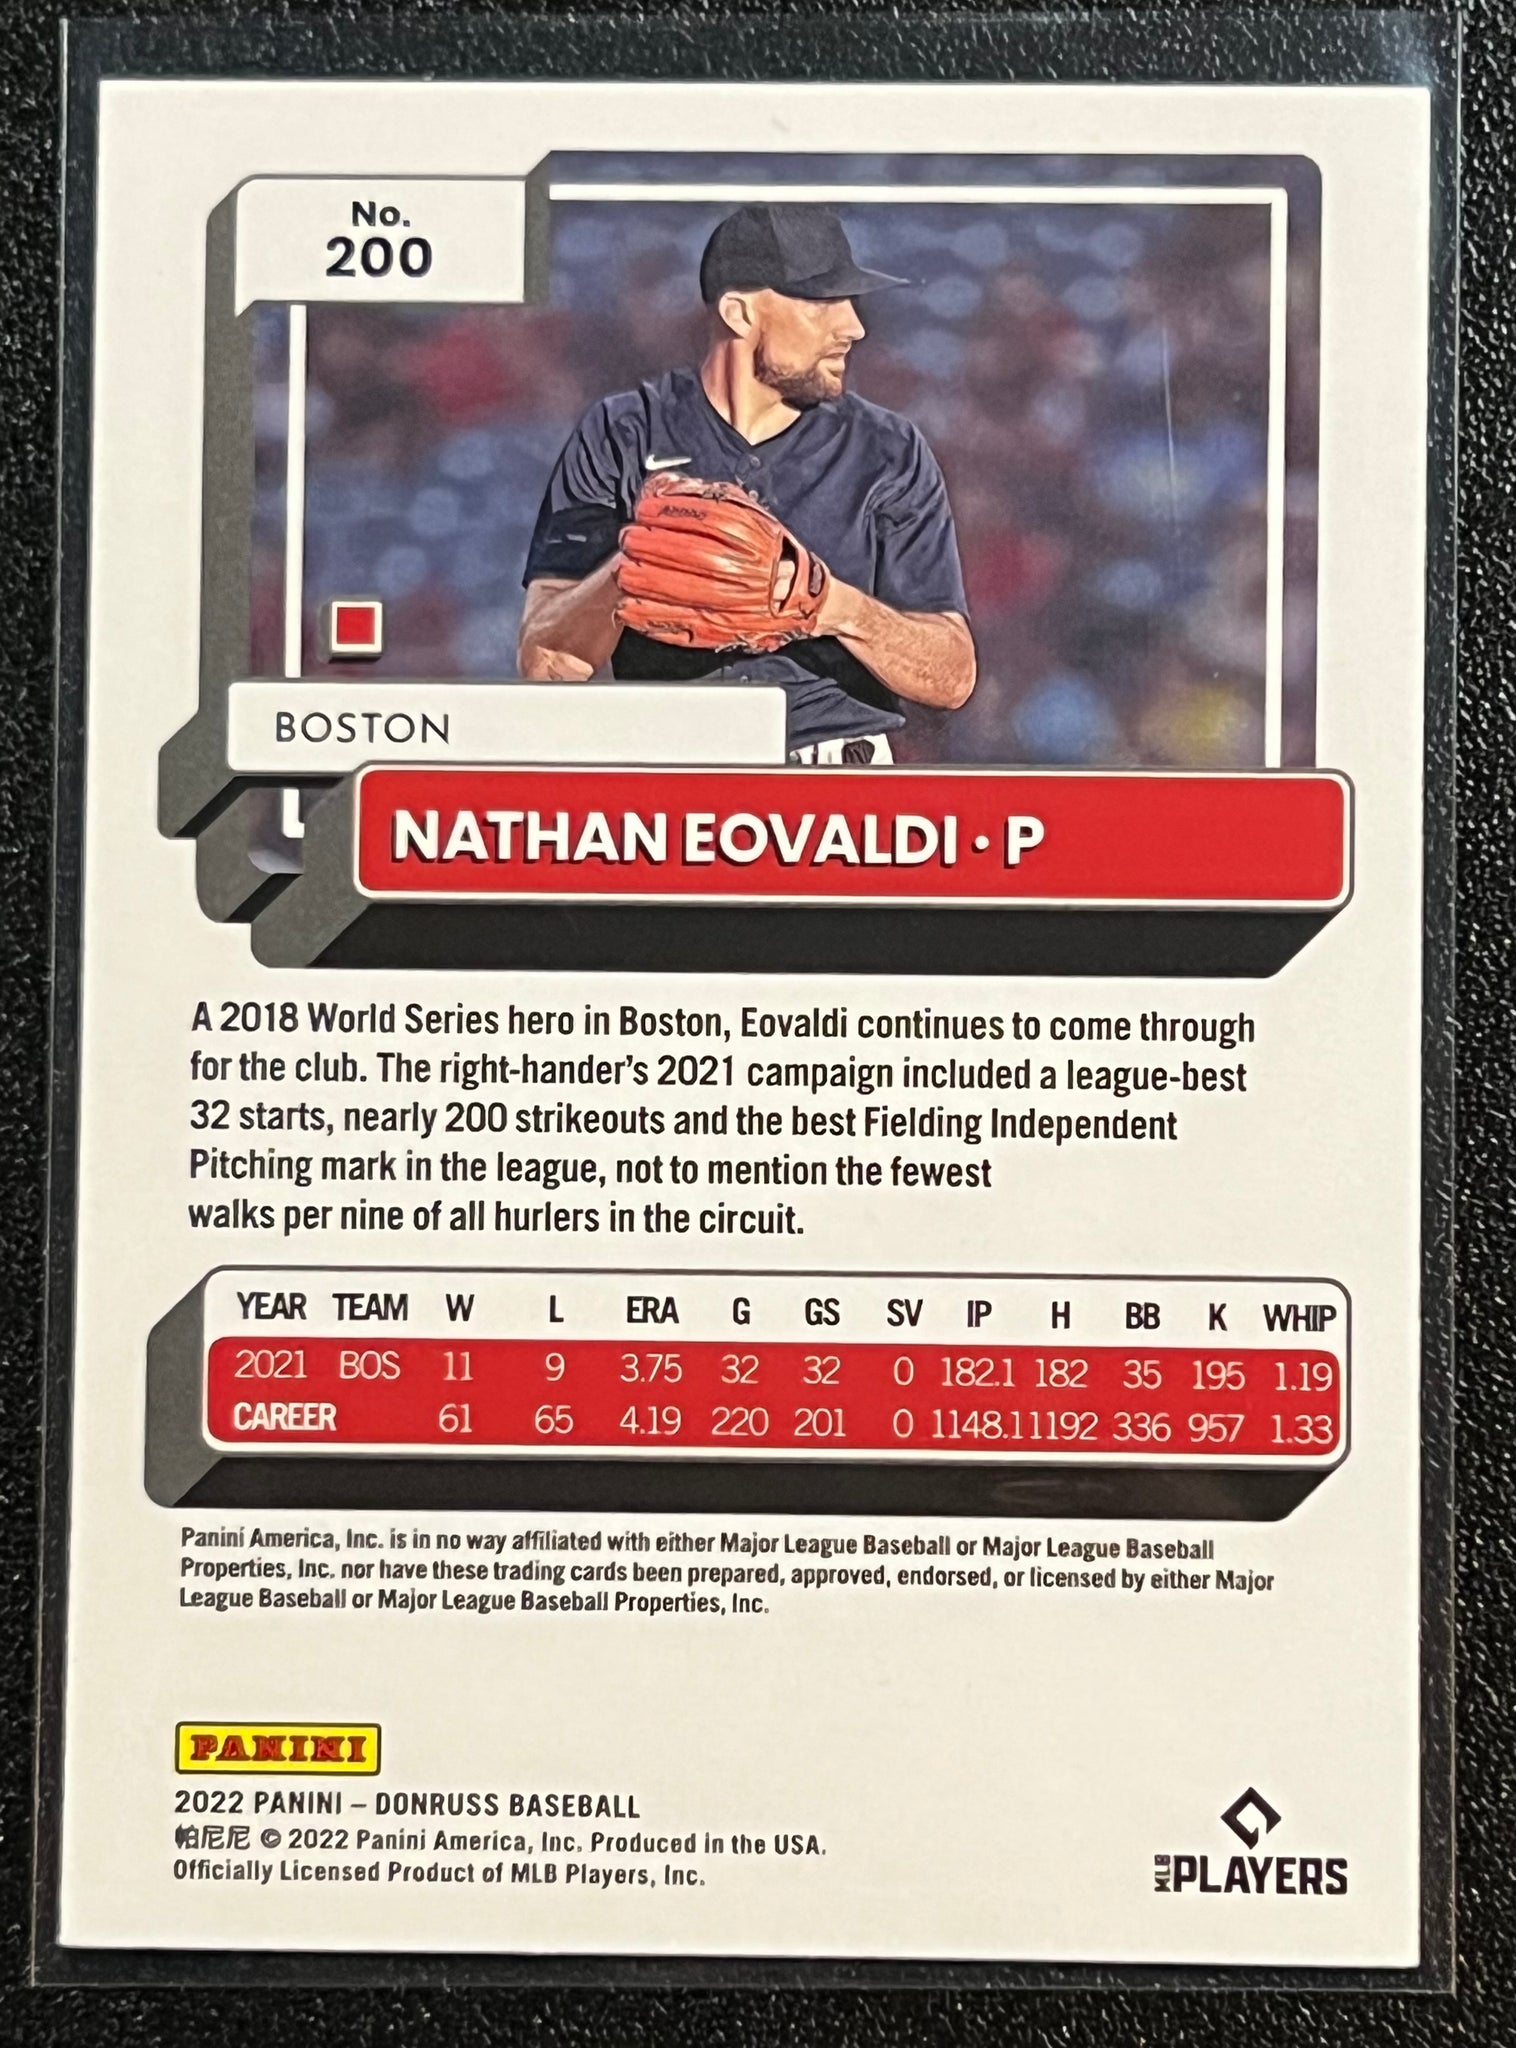 No.
200
BOSTON
NATHAN EOVALDI · P
A 2018 World Series hero in Boston, Eovaldi continues to come through
for the club. The right-hander's 2021 campaign included a league-best
32 starts, nearly 200 strikeouts and the best Fielding Independent
Pitching mark in the league, not to mention the fewest
walks per nine of all hurlers in the circuit.
YEAR TEAM W L ERA G GS SV IP H BB K WHIP
2021 BOS 11 9 3.75 32 32 0 182.1 182 35 195 1.19
CAREER 61 65 4.19 220 201 0 1148.1 1192 336 957 1.33
Panini America, Inc. is in no way affiliated with either Major League Baseball or Major League Baseball
Properties, Inc. nor have these trading cards been prepared, approved, endorsed, or licensed by either Major
League Baseball or Major League Baseball Properties, Inc.
PANINI
2022 PANINI – DONRUSS BASEBALL
帕尼尼 © 2022 Panini America, Inc. Produced in the USA.
Officially Licensed Product of MLB Players, Inc.
MLB PLAYERS